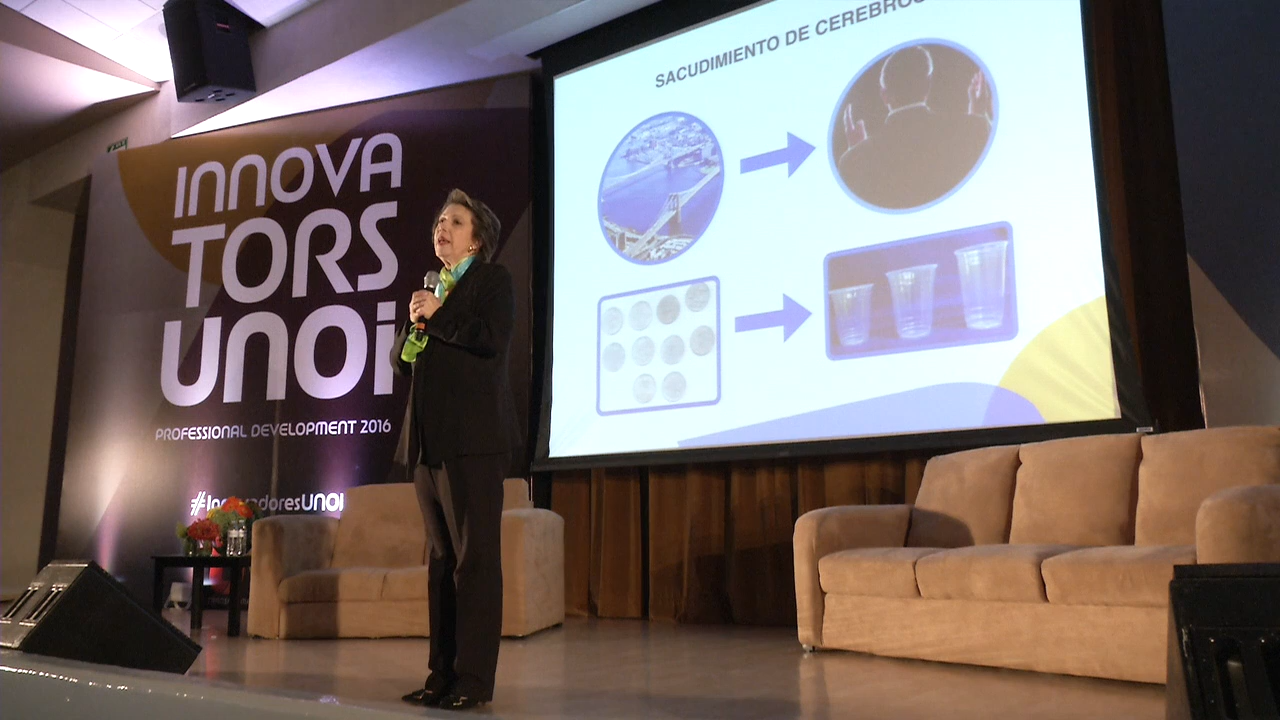 INNOVA
TORS
UNOi
PROFESSIONAL DEVELOPMENT 2016
#InnovadoresUNOi
SACUDIMIENTO DE CEREBROS